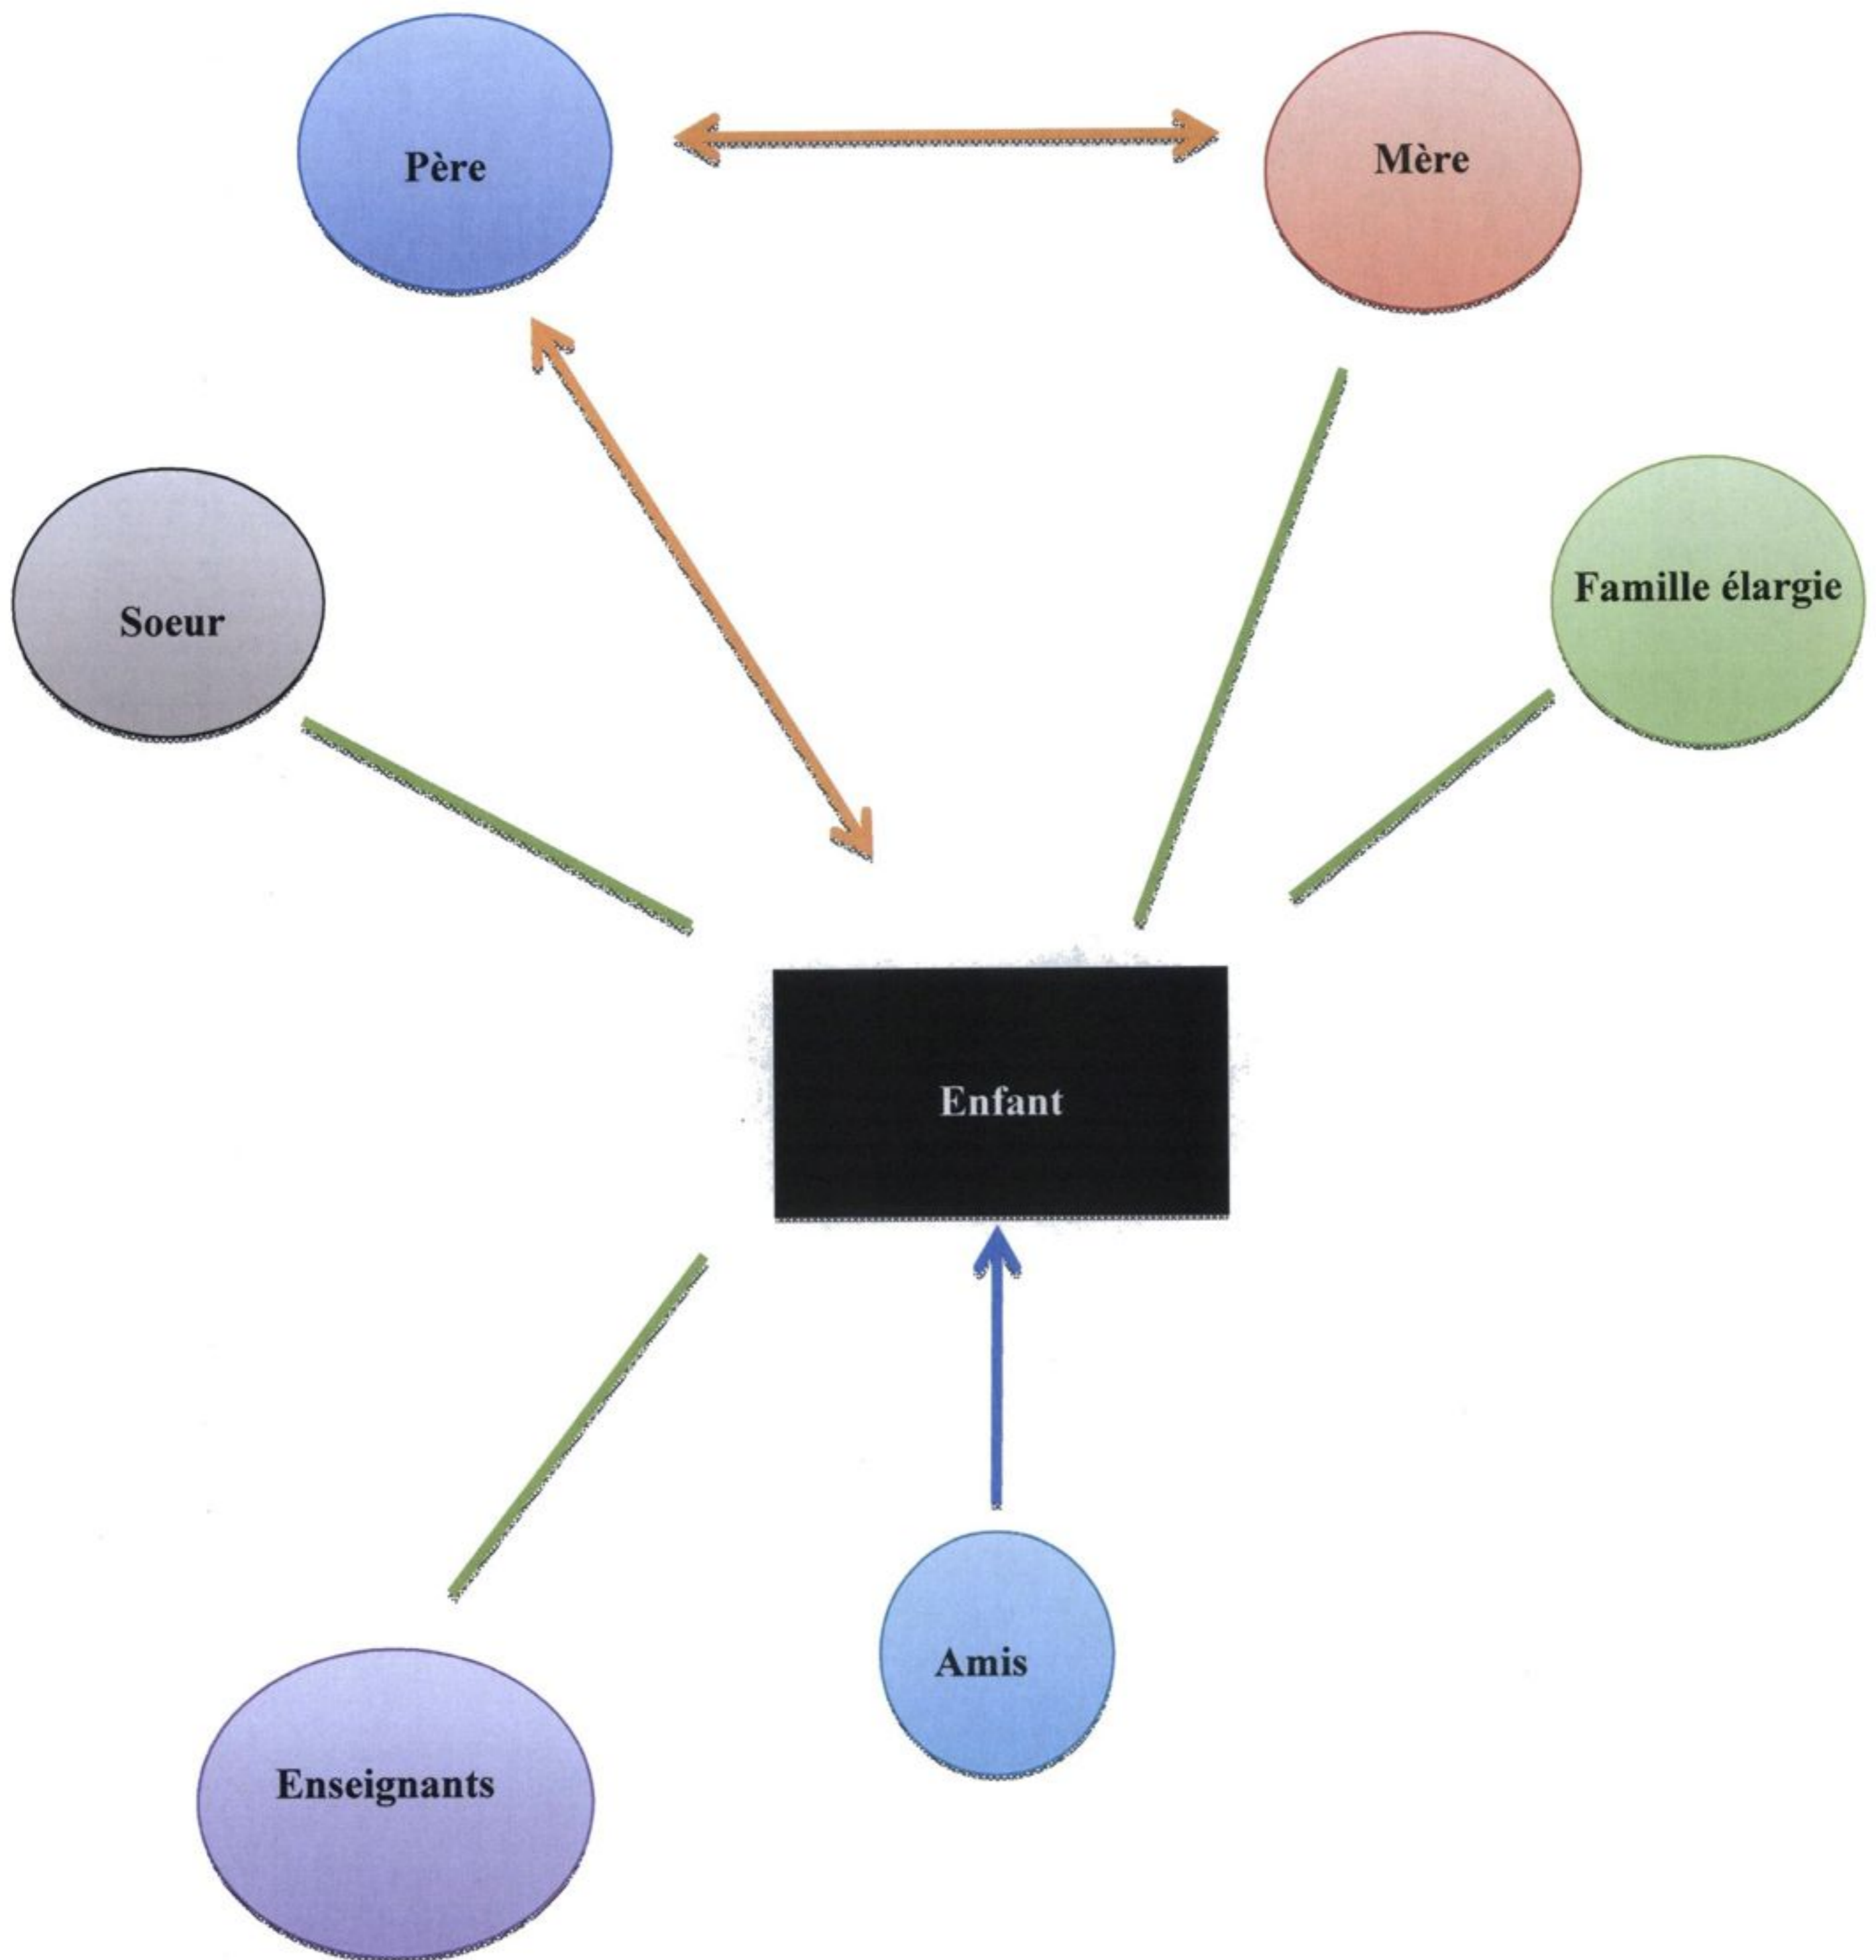 Père
Mère
Soeur
Famille élargie
Enfant
Amis
Enseignants